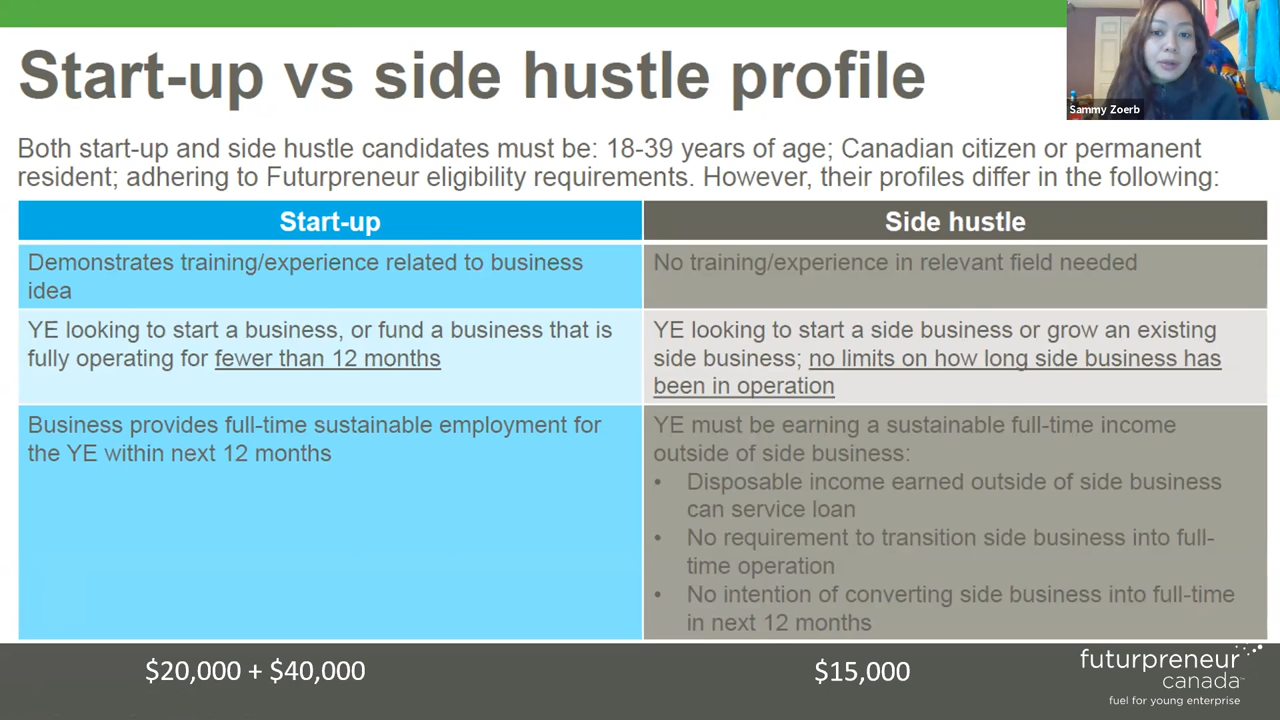 Start-up vs side hustle profile
Sammy Zoerb
Both start-up and side hustle candidates must be: 18-39 years of age; Canadian citizen or permanent
resident; adhering to Futurpreneur eligibility requirements. However, their profiles differ in the following:
Start-up
Side hustle
Demonstrates training/experience related to business
idea
No training/experience in relevant field needed
YE looking to start a business, or fund a business that is
fully operating for fewer than 12 months
YE looking to start a side business or grow an existing
side business; no limits on how long side business has
been in operation
Business provides full-time sustainable employment for
the YE within next 12 months
YE must be earning a sustainable full-time income
outside of side business:
• Disposable income earned outside of side business
can service loan
• No requirement to transition side business into full-
time operation
• No intention of converting side business into full-time
in next 12 months
$20,000 + $40,000
$15,000
futurpreneur
canada
fuel for young enterprise